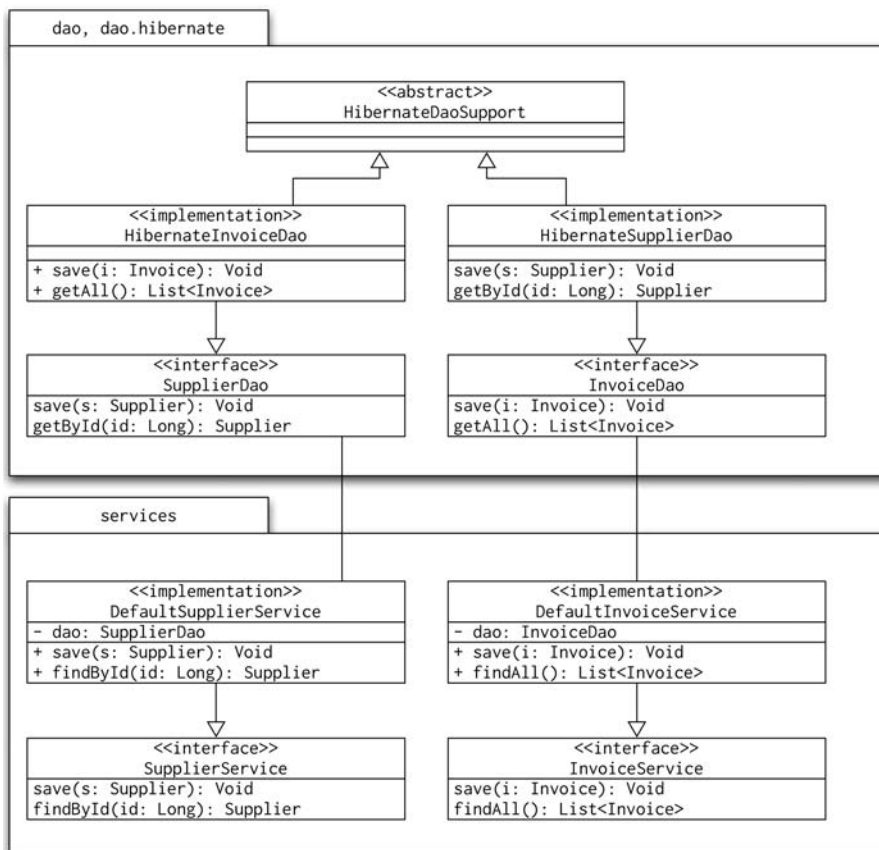 dao, dao.hibernate
<<abstract>>
HibernateDaoSupport
<<implementation>>
HibernateInvoiceDao
+ save(i: Invoice): Void
+ getAll(): List<Invoice>
<<implementation>>
HibernateSupplierDao
save(s: Supplier): Void
getById(id: Long): Supplier
<<interface>>
SupplierDao
save(s: Supplier): Void
getById(id: Long): Supplier
<<interface>>
InvoiceDao
save(i: Invoice): Void
getAll(): List<Invoice>
services
<<implementation>>
DefaultSupplierService
- dao: SupplierDao
+ save(s: Supplier): Void
+ findById(id: Long): Supplier
<<implementation>>
DefaultInvoiceService
- dao: InvoiceDao
+ save(i: Invoice): Void
+ findAll(): List<Invoice>
<<interface>>
SupplierService
save(s: Supplier): Void
findById(id: Long): Supplier
<<interface>>
InvoiceService
save(i: Invoice): Void
findAll(): List<Invoice>